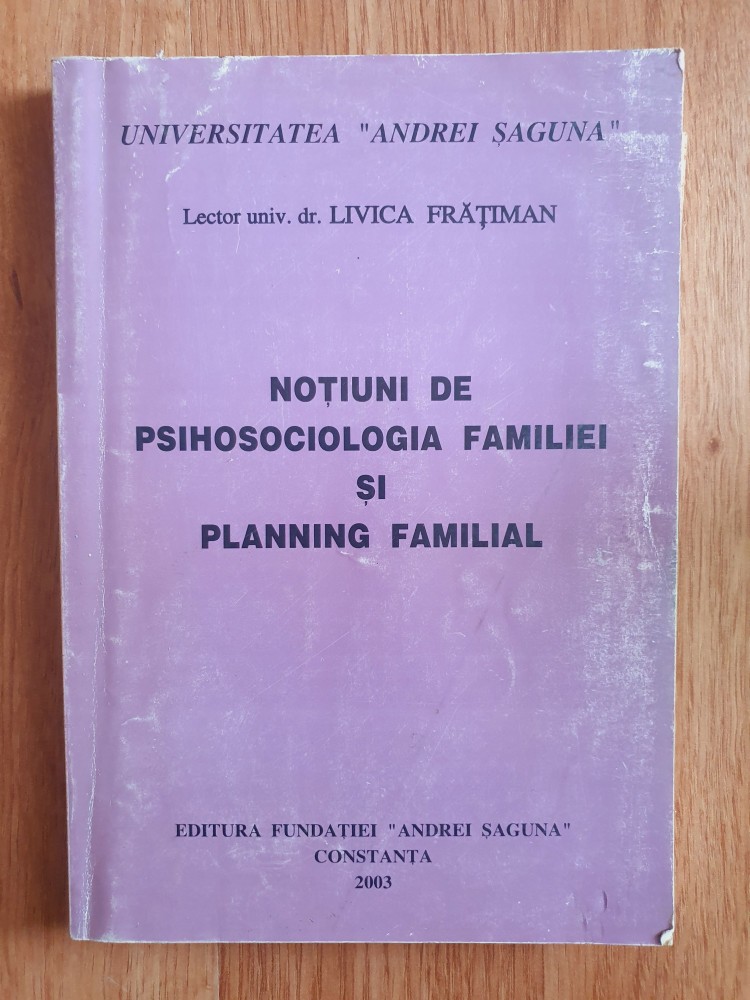 UNIVERSITATEA "ANDREI ȘAGUNA"
Lector univ. dr. LIVICA FRĂȚIMAN
NOȚIUNI DE
PSIHOSOCIOLOGIA FAMILIEI
ȘI
PLANNING FAMILIAL
EDITURA FUNDAȚIEI "ANDREI ȘAGUNA"
CONSTANȚA
2003